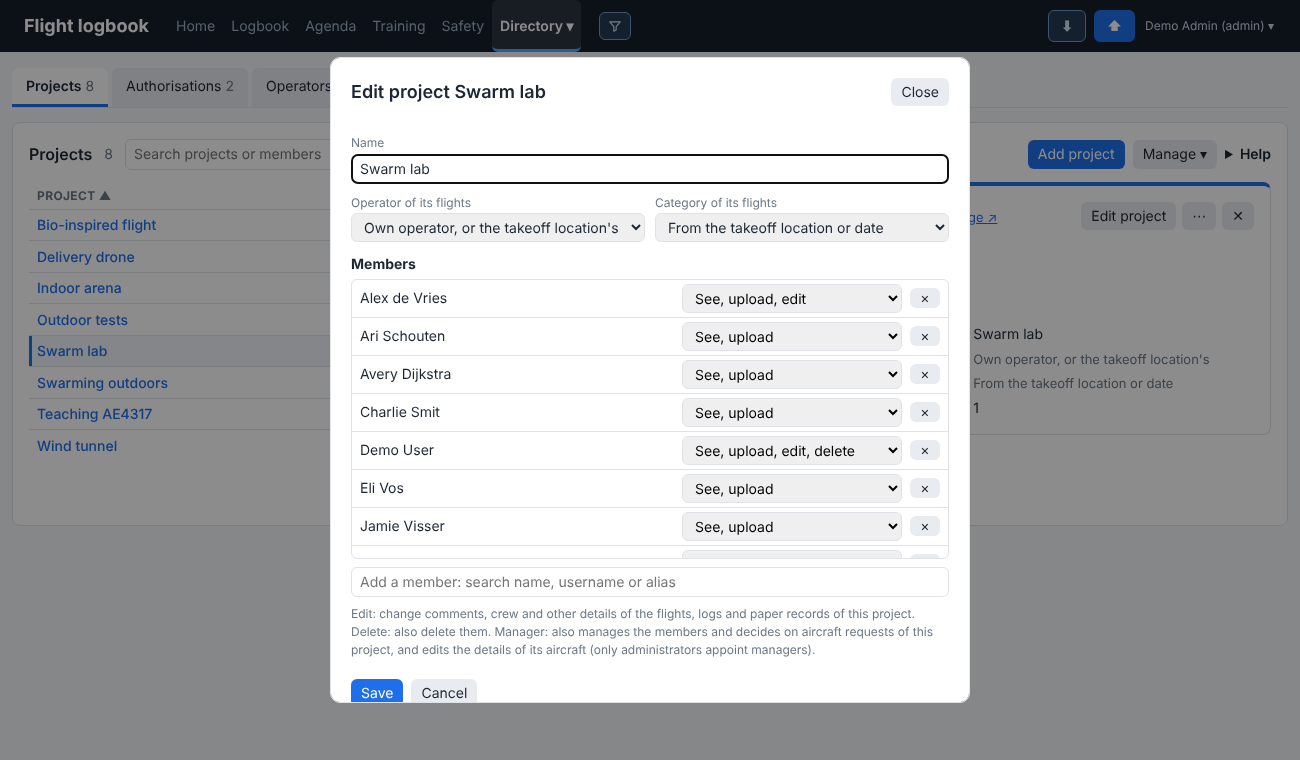 Flight logbook Home Logbook Agenda Training Safety Directory ▾ Demo Admin (admin) ▾
Projects 8 Authorisations 2 Operators
Edit project Swarm lab Close
Projects 8 Search projects or members Add project Manage ▾ ▶ Help
PROJECT ▲
Bio-inspired flight
Delivery drone
Indoor arena
Outdoor tests
Swarm lab
Swarming outdoors
Teaching AE4317
Wind tunnel
Name
Swarm lab
Operator of its flights Category of its flights
Own operator, or the takeoff location's From the takeoff location or date
Members
Alex de Vries See, upload, edit ×
Ari Schouten See, upload ×
Avery Dijkstra See, upload ×
Charlie Smit See, upload ×
Demo User See, upload, edit, delete ×
Eli Vos See, upload ×
Jamie Visser See, upload ×
Add a member: search name, username or alias
Edit: change comments, crew and other details of the flights, logs and paper records of this project.
Delete: also delete them. Manager: also manages the members and decides on aircraft requests of this
project, and edits the details of its aircraft (only administrators appoint managers).
Save Cancel
ge ↗ Edit project ⋯ ✕
Swarm lab
Own operator, or the takeoff location's
From the takeoff location or date
1